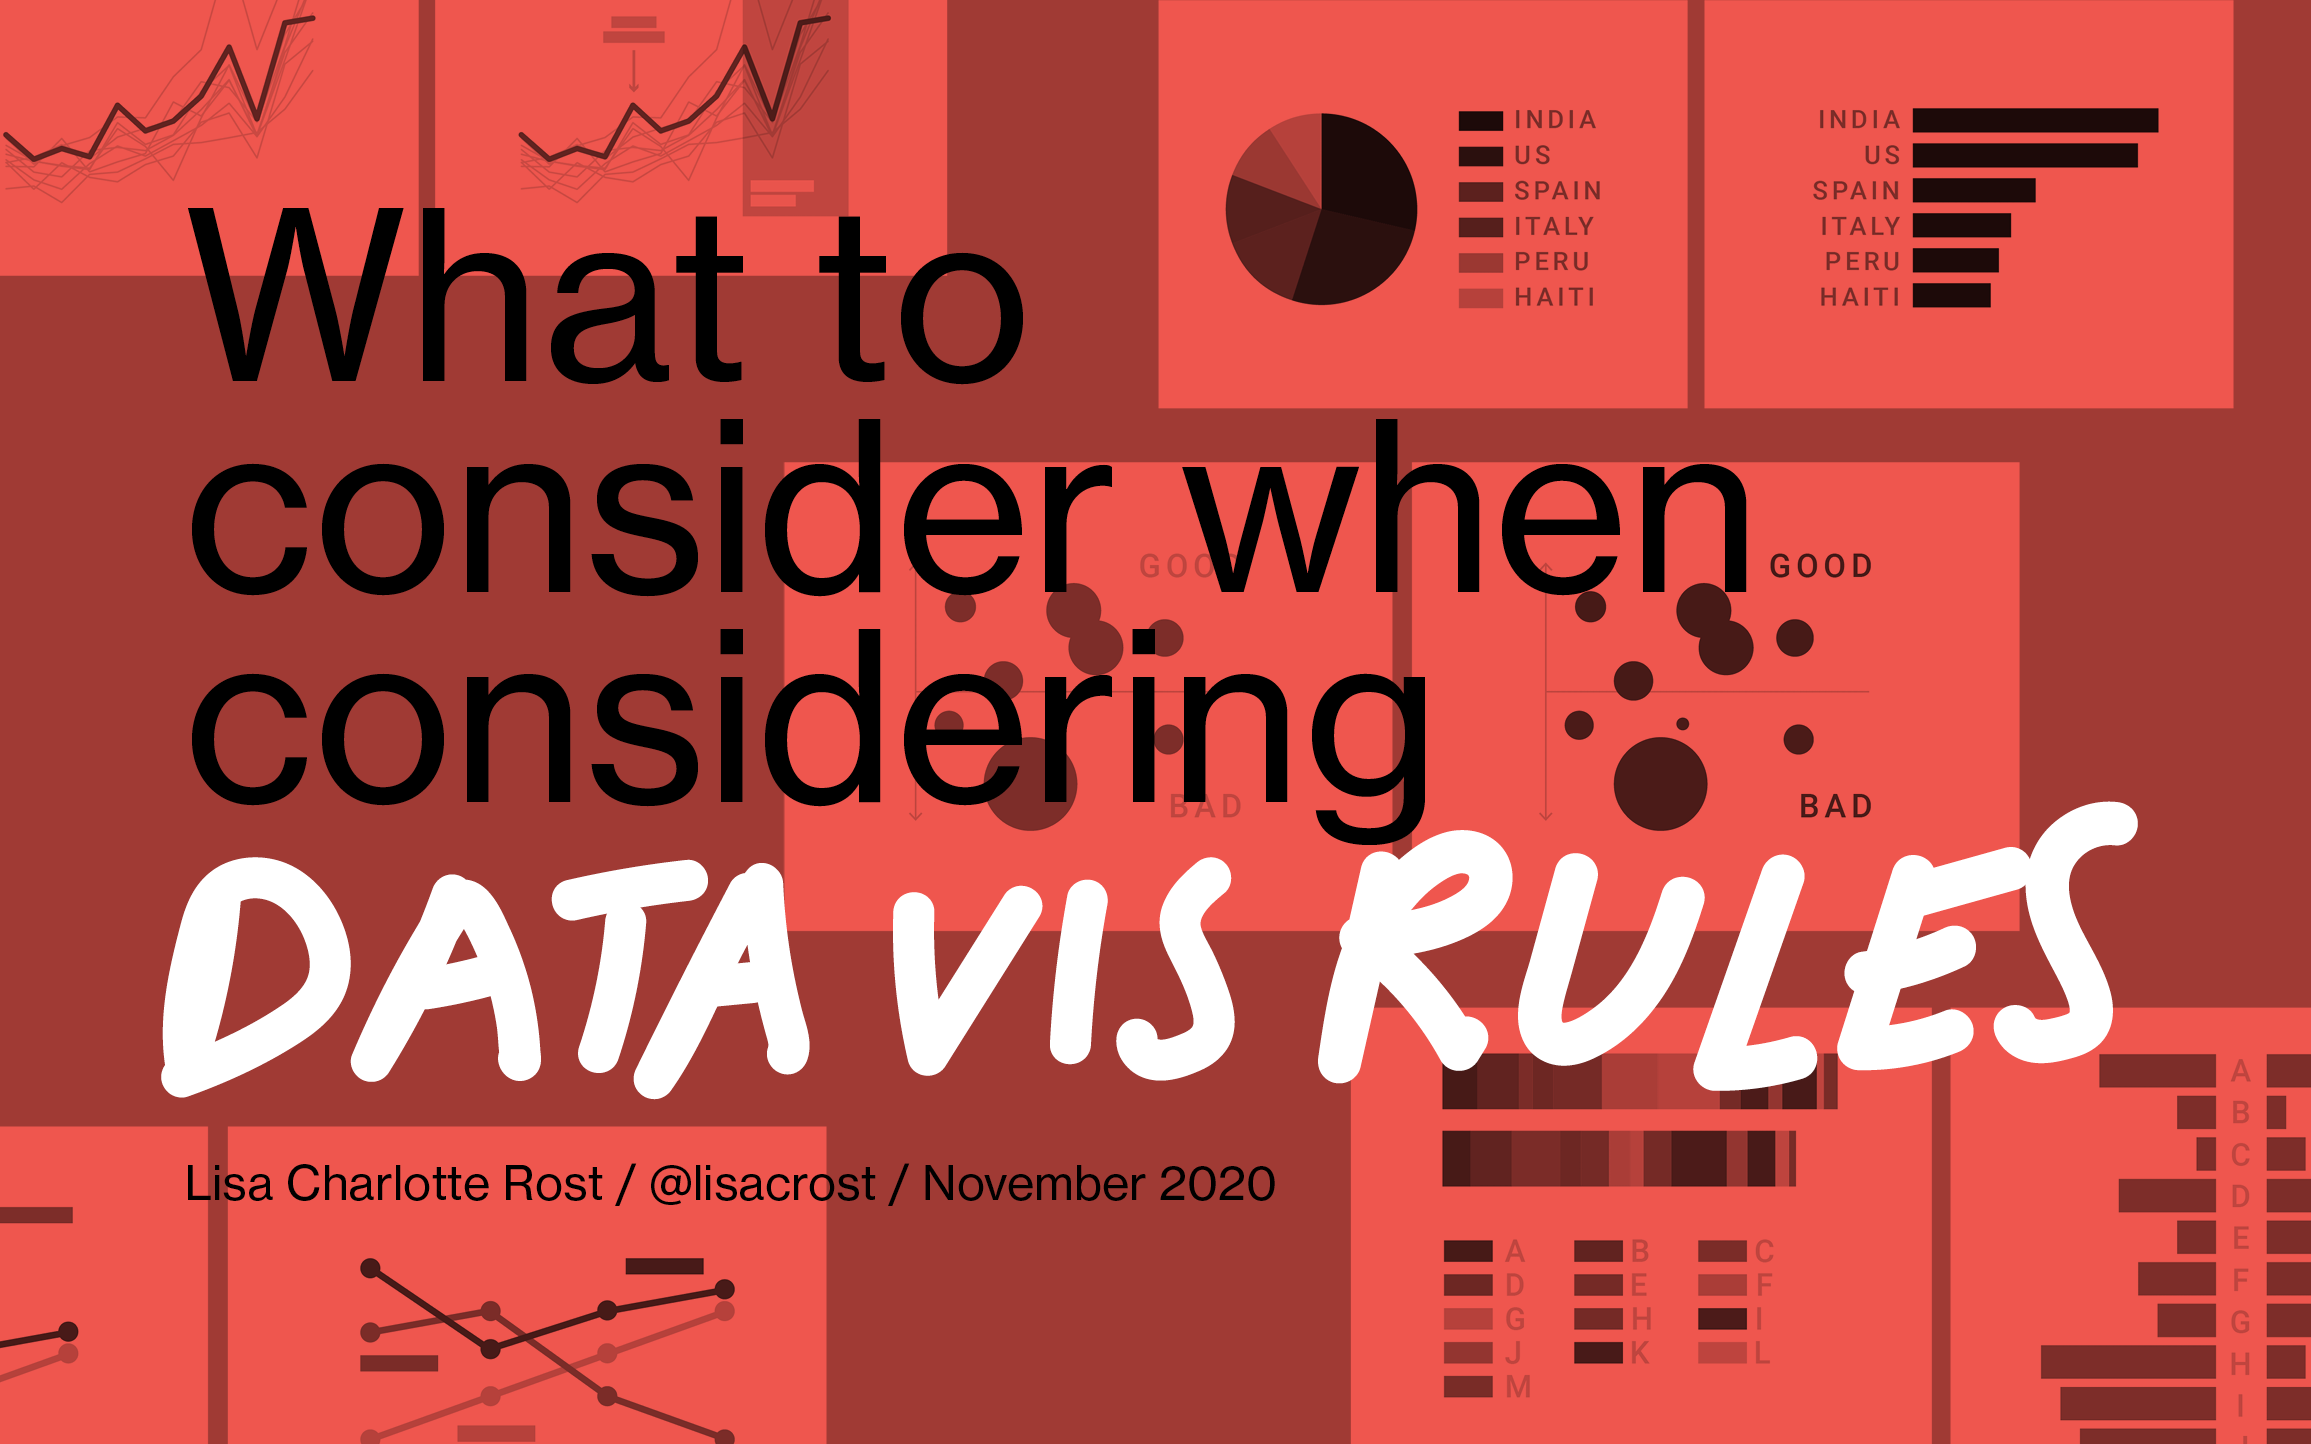 What to
consider when
considering
DATA VIS RULES
Lisa Charlotte Rost / @lisacrost / November 2020
INDIA
US
SPAIN
ITALY
PERU
HAITI
INDIA
US
SPAIN
ITALY
PERU
HAITI
GOOD
BAD
GOOD
BAD
A B C
D E F
G H I
J K L
M
A
B
C
D
E
F
G
H
I